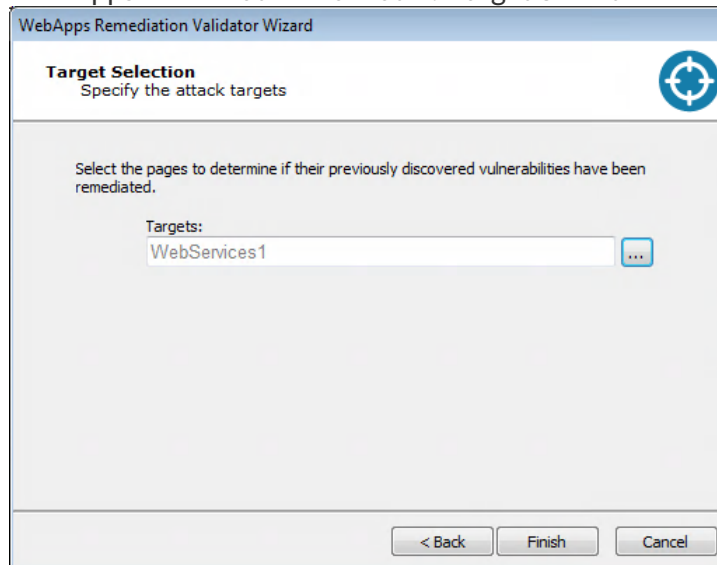 WebApps Remediation Validator Wizard
Target Selection
Specify the attack targets
Select the pages to determine if their previously discovered vulnerabilities have been
remediated.
Targets:
WebServices1
...
< Back
Finish
Cancel